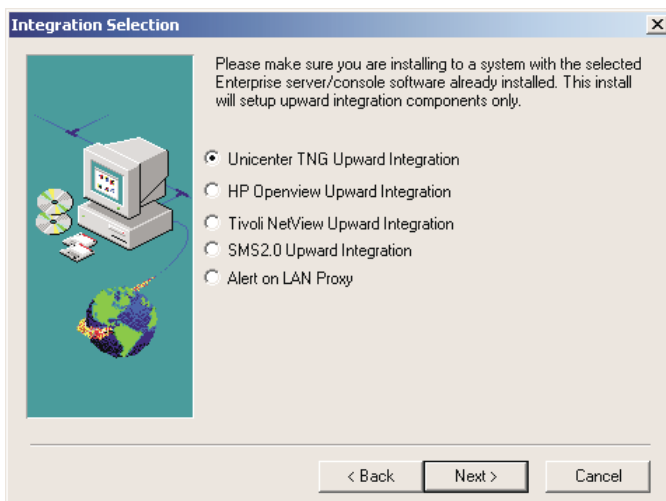 Integration Selection
Please make sure you are installing to a system with the selected
Enterprise server/console software already installed. This install
will setup upward integration components only.
Unicenter TNG Upward Integration
HP Openview Upward Integration
Tivoli NetView Upward Integration
SMS2.0 Upward Integration
Alert on LAN Proxy
< Back
Next >
Cancel